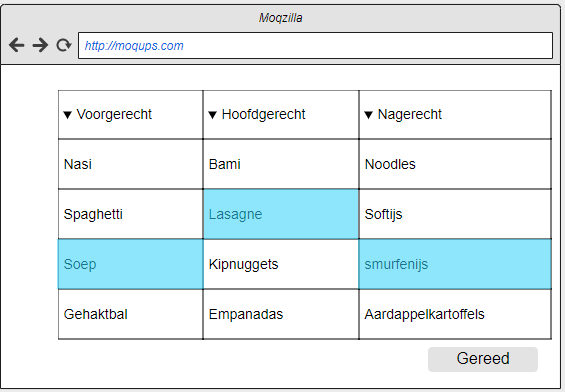 Moqzilla
http://moqups.com
▼ Voorgerecht ▼ Hoofdgerecht ▼ Nagerecht
Nasi Bami Noodles
Spaghetti Lasagne Softijs
Soep Kipnuggets smurfenijs
Gehaktbal Empanadas Aardappelkartoffels
Gereed